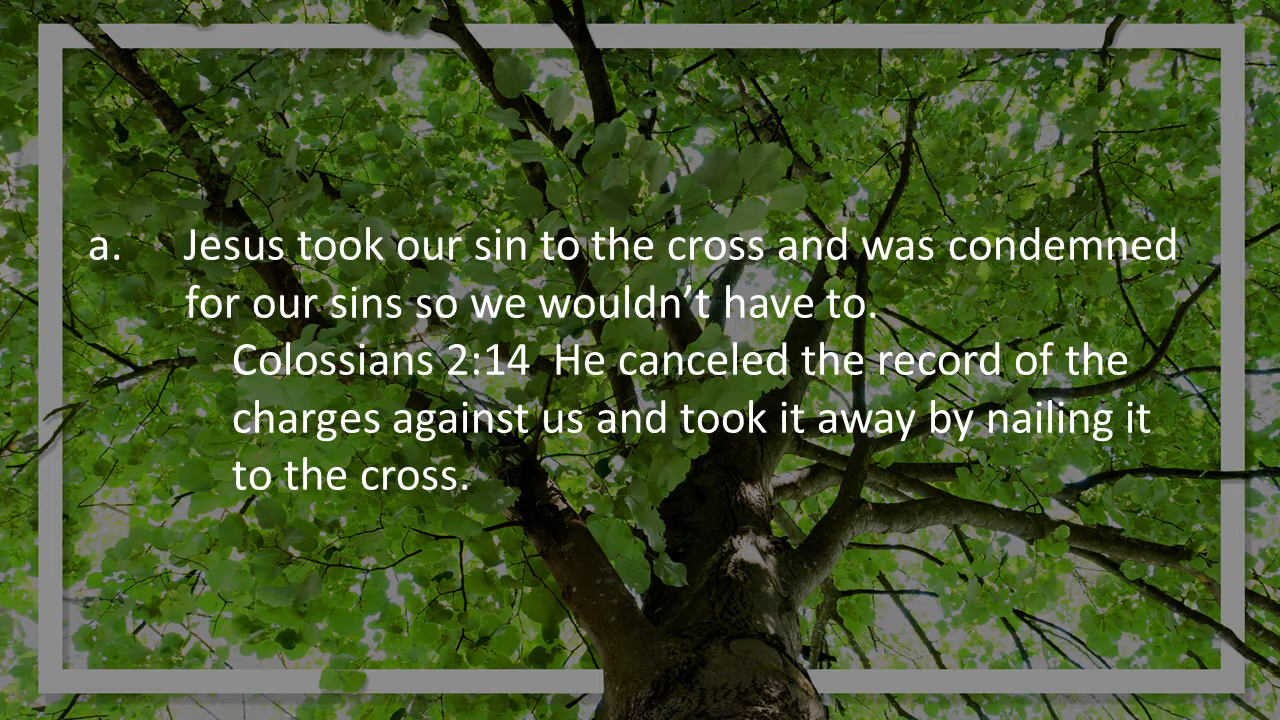 a. Jesus took our sin to the cross and was condemned
for our sins so we wouldn’t have to.
Colossians 2:14  He canceled the record of the
charges against us and took it away by nailing it
to the cross.